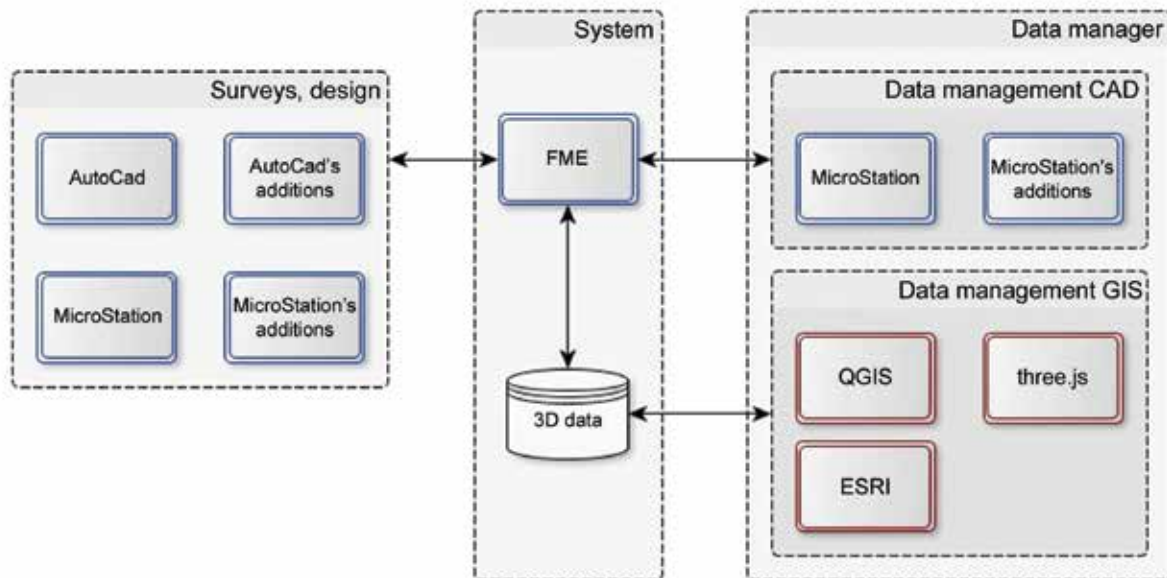 System
Data manager
Surveys, design
Data management CAD
AutoCad
AutoCad's
additions
FME
MicroStation
MicroStation's
additions
MicroStation
MicroStation's
additions
Data management GIS
QGIS
three.js
3D data
ESRI